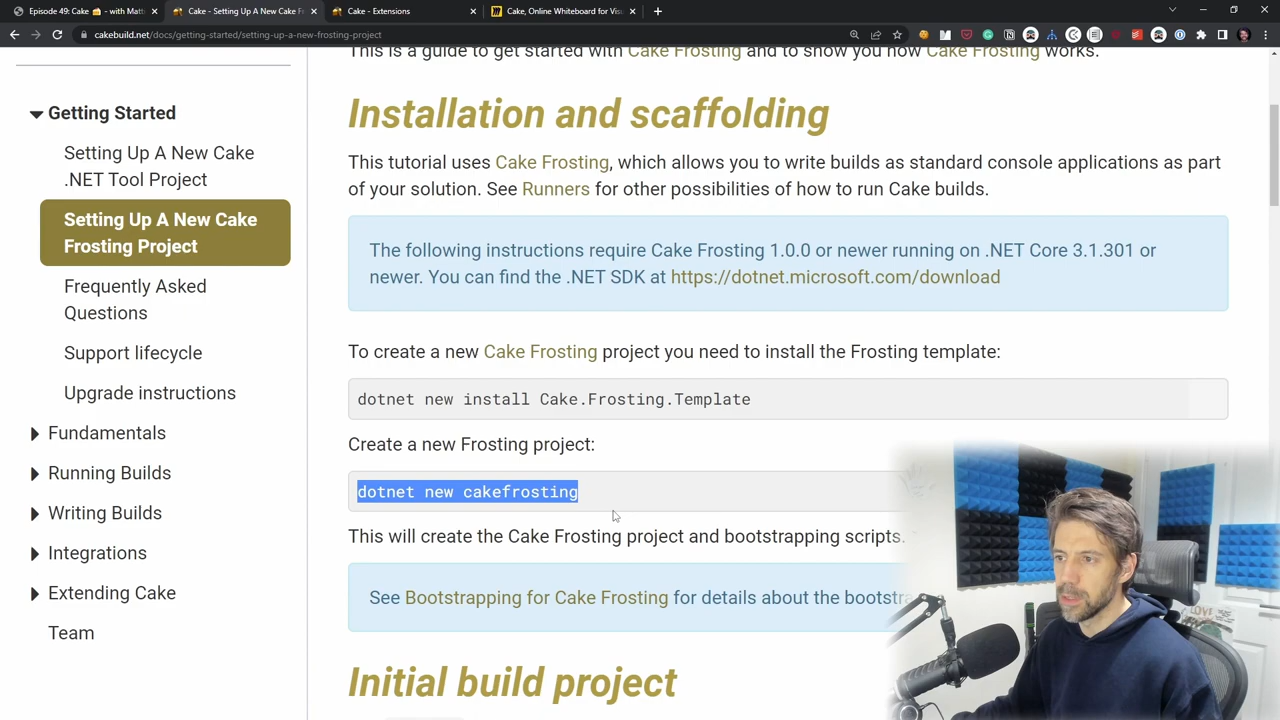 Episode 49: Cake - with Matt
Cake - Setting Up A New Cake F
Cake - Extensions
Cake, Online Whiteboard for Visu
cakebuild.net/docs/getting-started/setting-up-a-new-frosting-project
This is a guide to get started with Cake Frosting and to show you how Cake Frosting works.
Getting Started
Setting Up A New Cake
.NET Tool Project
Setting Up A New Cake
Frosting Project
Frequently Asked
Questions
Support lifecycle
Upgrade instructions
Fundamentals
Running Builds
Writing Builds
Integrations
Extending Cake
Team
Installation and scaffolding
This tutorial uses Cake Frosting, which allows you to write builds as standard console applications as part
of your solution. See Runners for other possibilities of how to run Cake builds.
The following instructions require Cake Frosting 1.0.0 or newer running on .NET Core 3.1.301 or
newer. You can find the .NET SDK at https://dotnet.microsoft.com/download
To create a new Cake Frosting project you need to install the Frosting template:
dotnet new install Cake.Frosting.Template
Create a new Frosting project:
dotnet new cakefrosting
This will create the Cake Frosting project and bootstrapping scripts.
See Bootstrapping for Cake Frosting for details about the bootstra
Initial build project